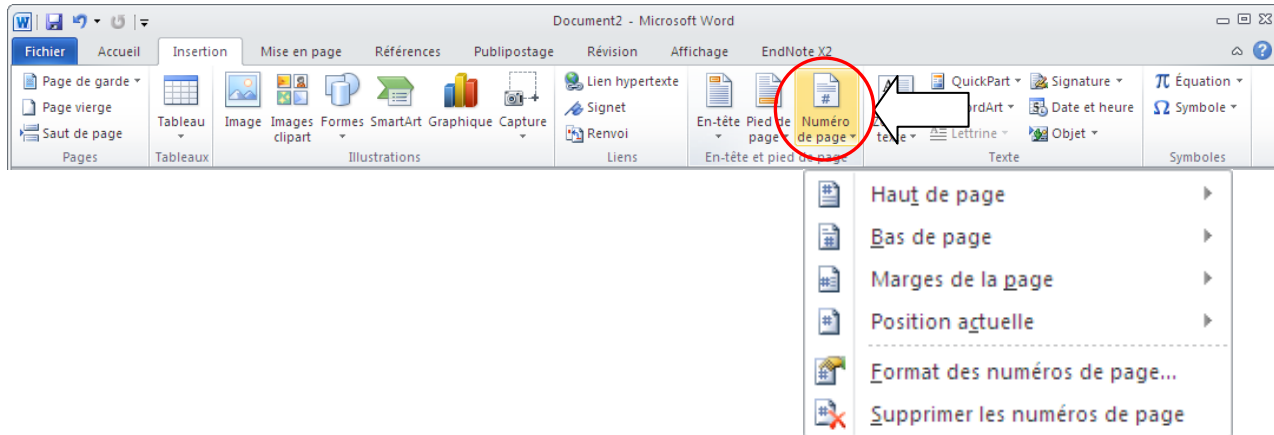 Document2 - Microsoft Word
Fichier Accueil Insertion Mise en page Références Publipostage Révision Affichage EndNote X2
Page de garde
Page vierge
Saut de page
Pages
Tableau
Tableaux
Image
Images clipart
Formes
SmartArt
Graphique
Capture
Illustrations
Lien hypertexte
Signet
Renvoi
Liens
En-tête
Pied de page
Numéro de page
En-tête et pied de page
texte
QuickPart
Lettrine
Signature
Date et heure
Objet
Texte
Équation
Symbole
Symboles
Haut de page
Bas de page
Marges de la page
Position actuelle
Format des numéros de page...
Supprimer les numéros de page